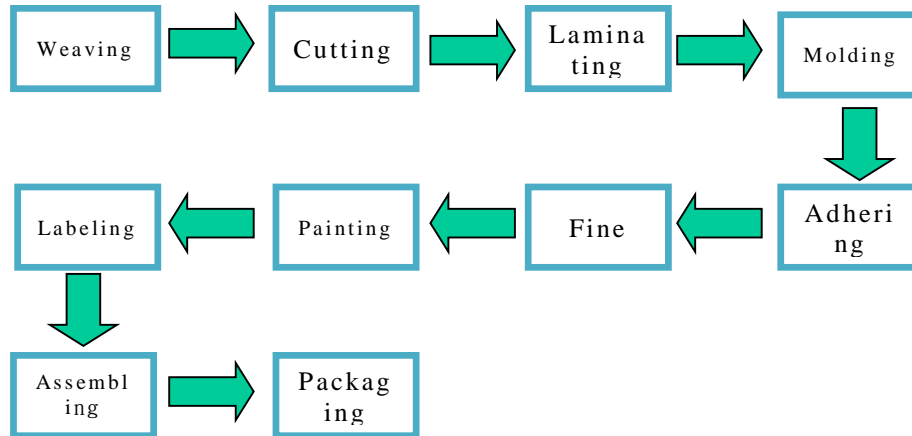 Weaving
Cutting
Lamina
ting
Molding
Labeling
Painting
Fine
Adheri
ng
Assembl
ing
Packag
ing